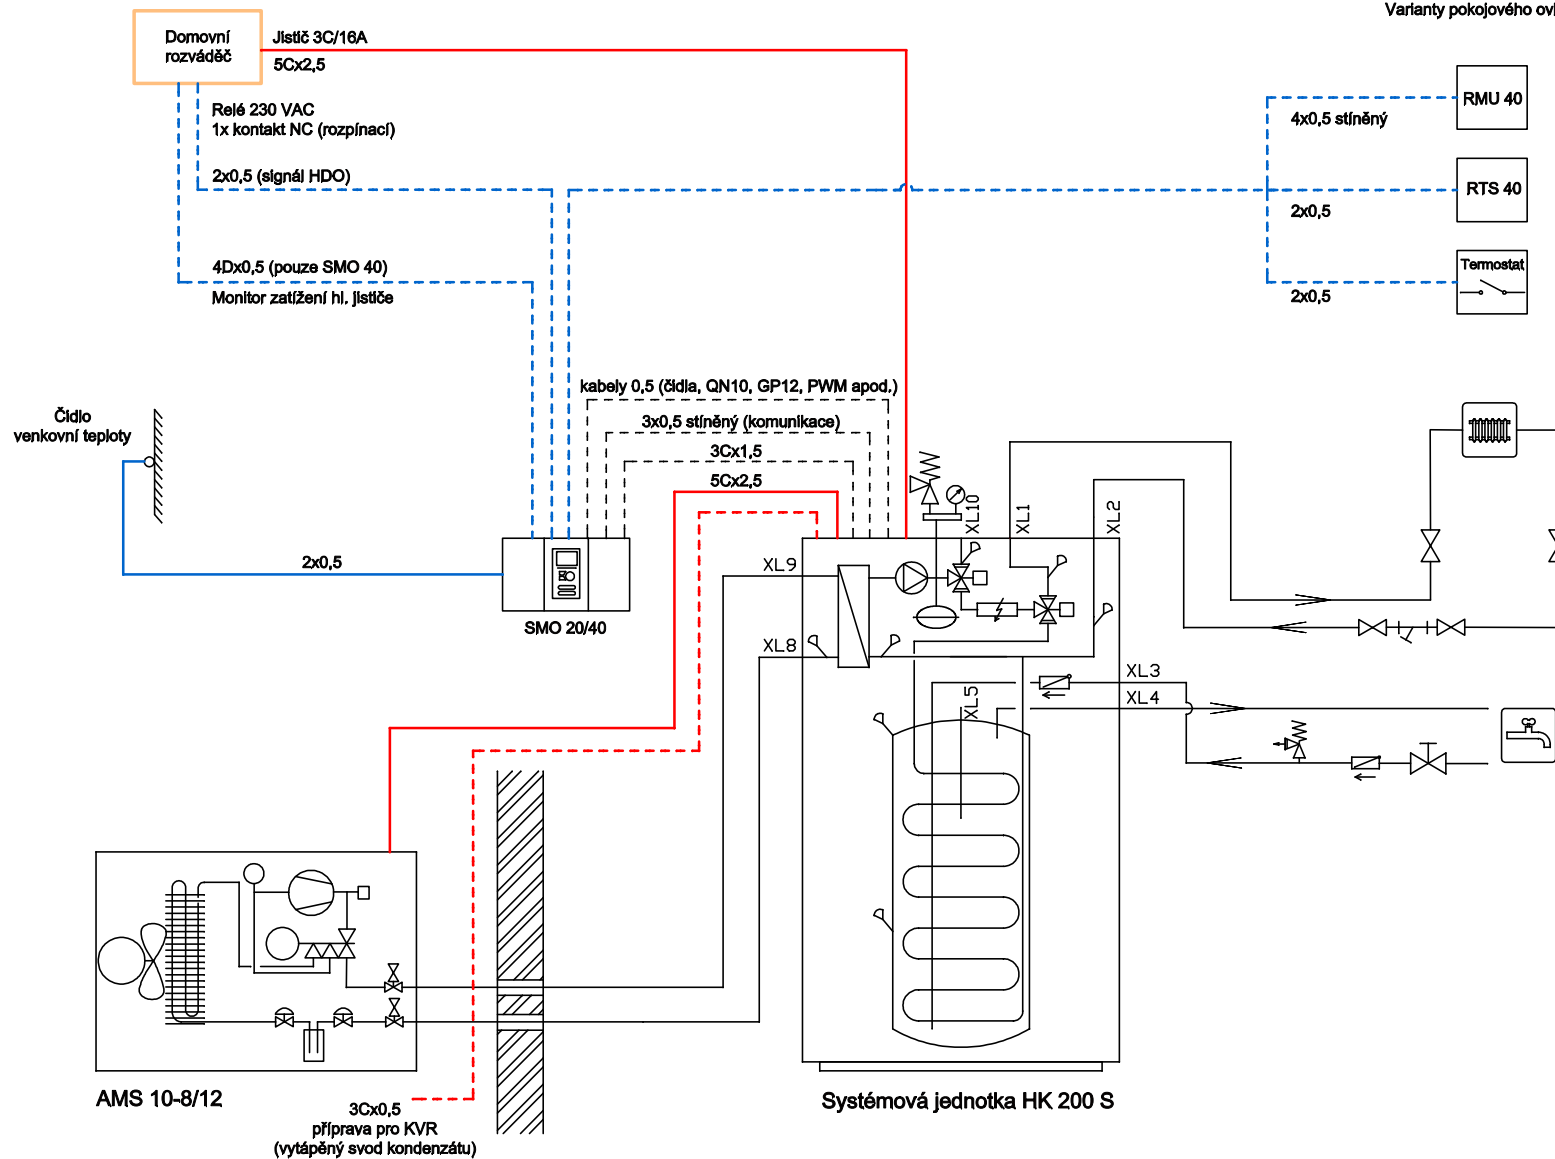 Varianty pokojového ovl
Domovní
rozváděč
Jistič 3C/16A
5Cx2,5
Relé 230 VAC
1x kontakt NC (rozpínací)
2x0,5 (signál HDO)
4Dx0,5 (pouze SMO 40)
Monitor zatížení hl. jističe
RMU 40
4x0,5 stíněný
RTS 40
2x0,5
Termostat
2x0,5
kabely 0,5 (čidla, QN10, GP12, PWM apod.)
3x0,5 stíněný (komunikace)
3Cx1,5
5Cx2,5
Čidlo
venkovní teploty
2x0,5
SMO 20/40
XL10
XL1
XL2
XL9
XL8
XL3
XL4
XL5
AMS 10-8/12
3Cx0,5
příprava pro KVR
(vytápěný svod kondenzátu)
Systémová jednotka HK 200 S